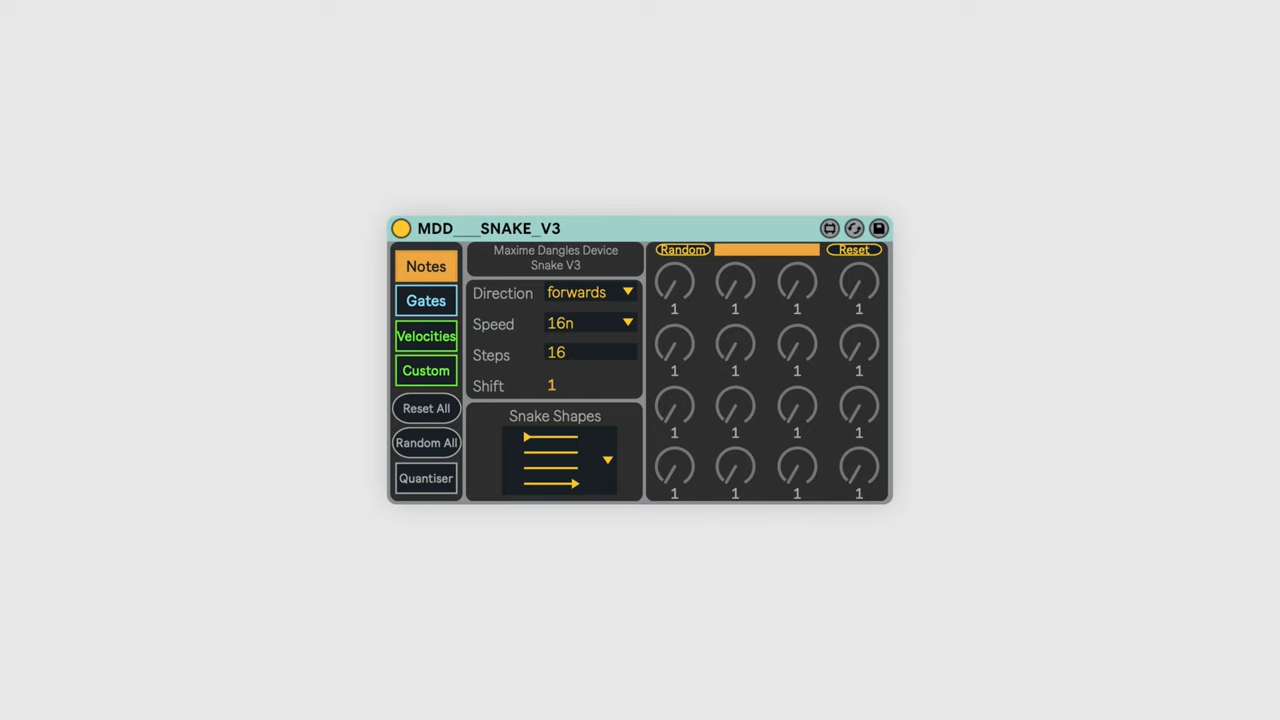 MDD___SNAKE_V3
Notes
Gates
Velocities
Custom
Reset All
Random All
Quantiser
Maxime Dangles Device
Snake V3
Direction forwards
Speed 16n
Steps 16
Shift 1
Snake Shapes
Random Reset
1 1 1 1
1 1 1 1
1 1 1 1
1 1 1 1